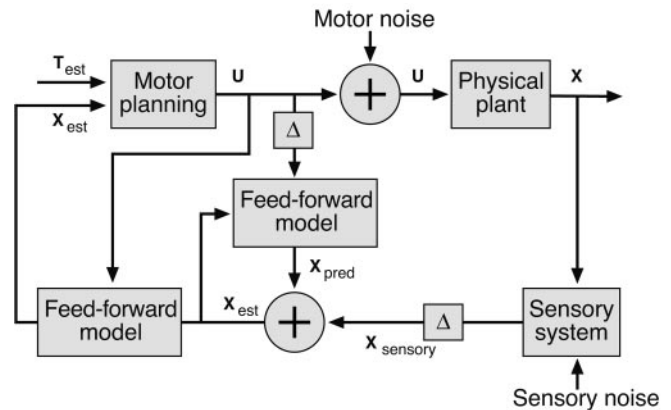 Motor noise
T est
X est
Motor
planning
U
U
Physical
plant
X
Δ
Feed-forward
model
X pred
Feed-forward
model
X est
X sensory
Δ
Sensory
system
Sensory noise